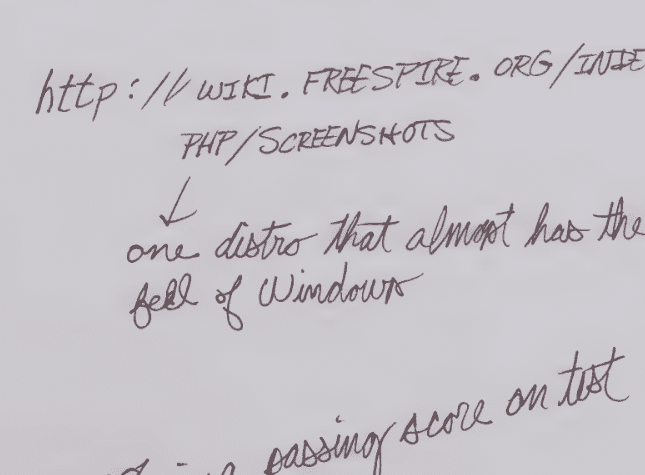 http://WIKI.FREESPIRE.ORG/INDE
PHP/SCREENSHOTS
one distro that almost has the
feel of Windows
passing score on test